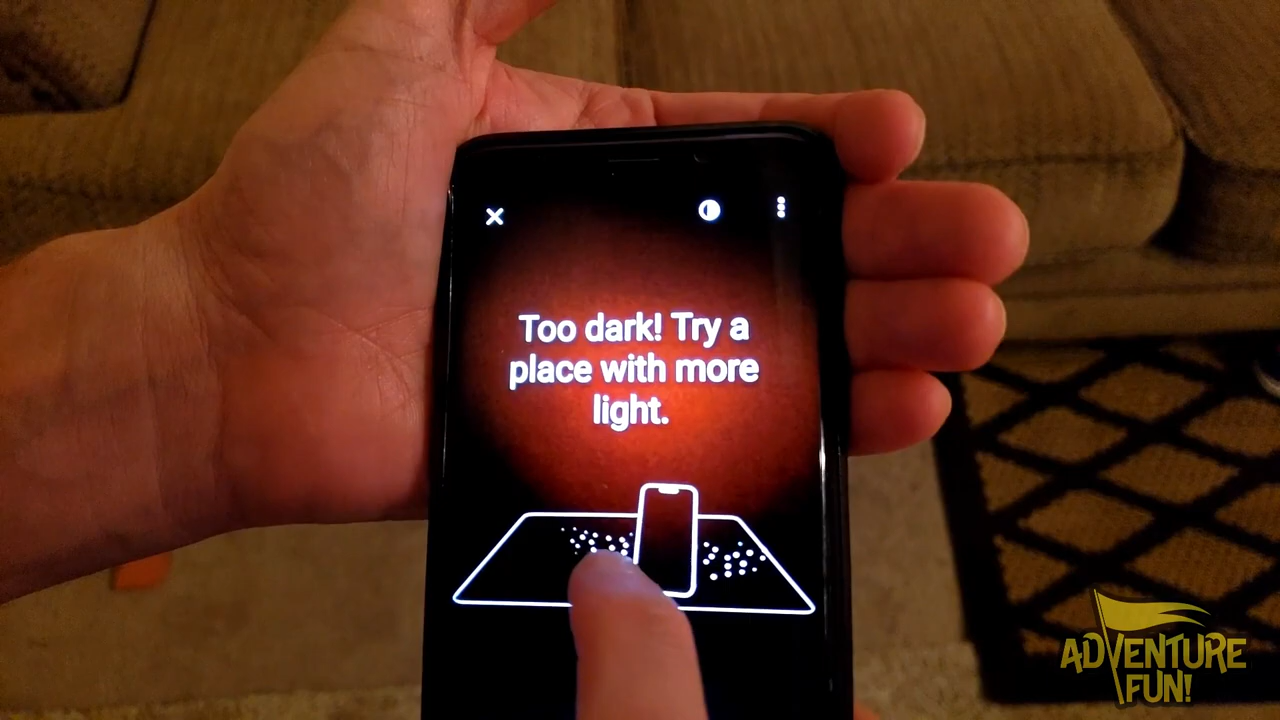 Too dark! Try a
place with more
light.
ADVENTURE
FUN!